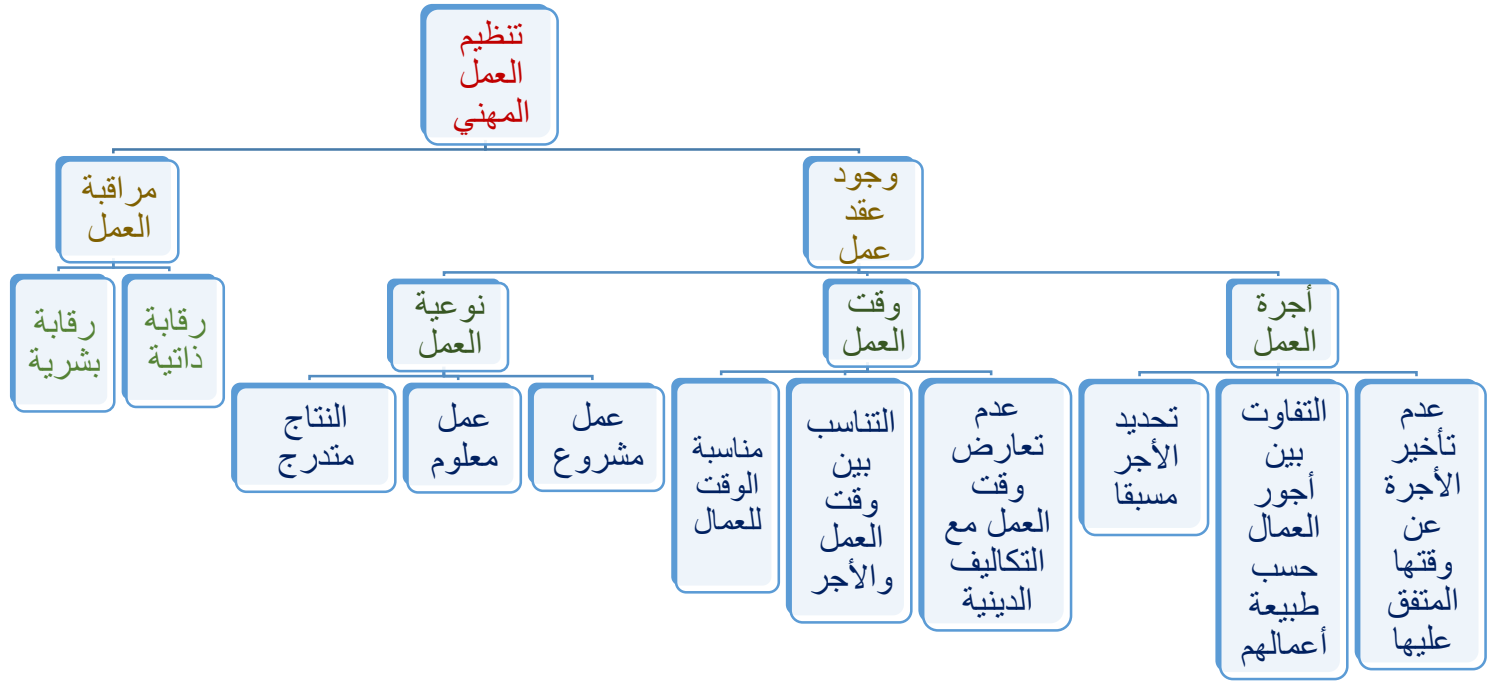 تنظيم
العمل
المهني
وجود
عقد
عمل
مراقبة
العمل
أجرة
العمل
وقت
العمل
نوعية
العمل
رقابة
ذاتية
رقابة
بشرية
عدم
تأخير
الأجرة
عن
وقتها
المتفق
عليها
التفاوت
بين
أجور
العمال
حسب
طبيعة
أعمالهم
تحديد
الأجر
مسبقا
عدم
تعارض
وقت
العمل مع
التكاليف
الدينية
التناسب
بين
وقت
العمل
والأجر
مناسبة
الوقت
للعمال
عمل
مشروع
عمل
معلوم
النتاج
متدرج